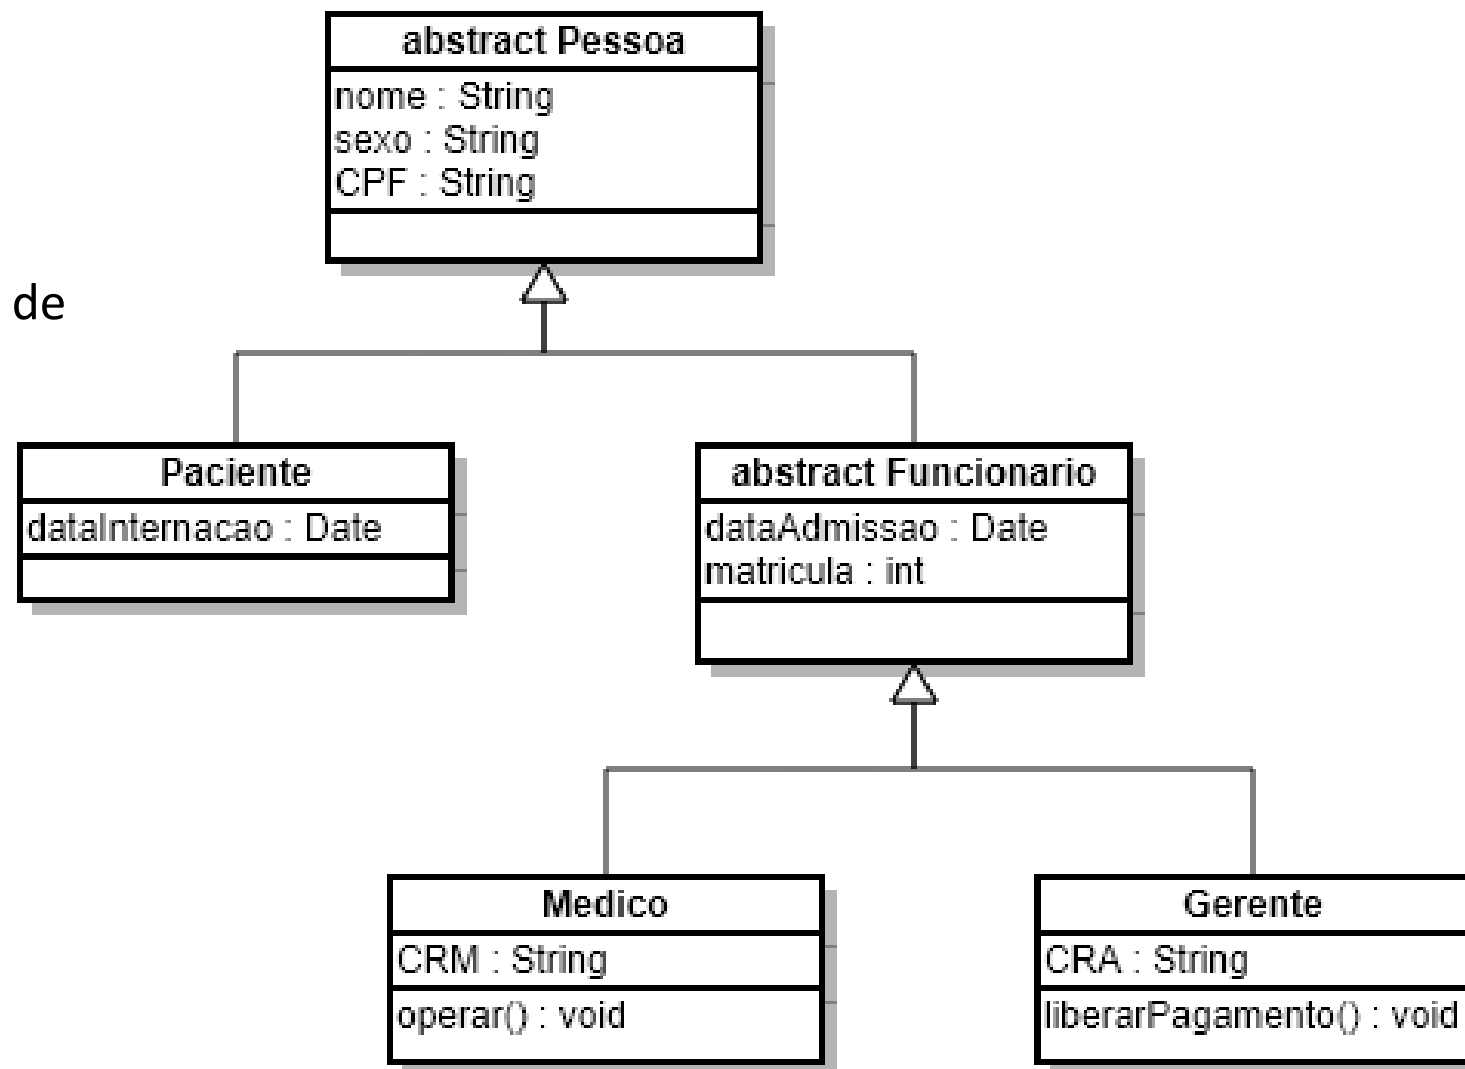 abstract Pessoa
nome : String
sexo : String
CPF : String
de
Paciente
dataInternacao : Date
abstract Funcionario
dataAdmissao : Date
matricula : int
Medico
CRM : String
operar() : void
Gerente
CRA : String
liberarPagamento() : void